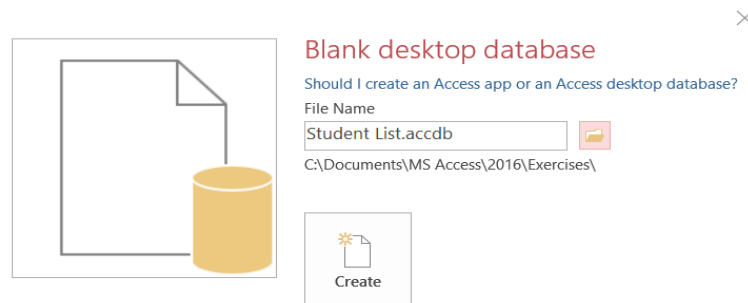 Blank desktop database
Should I create an Access app or an Access desktop database?
File Name
Student List.accdb
C:\Documents\MS Access\2016\Exercises\
Create